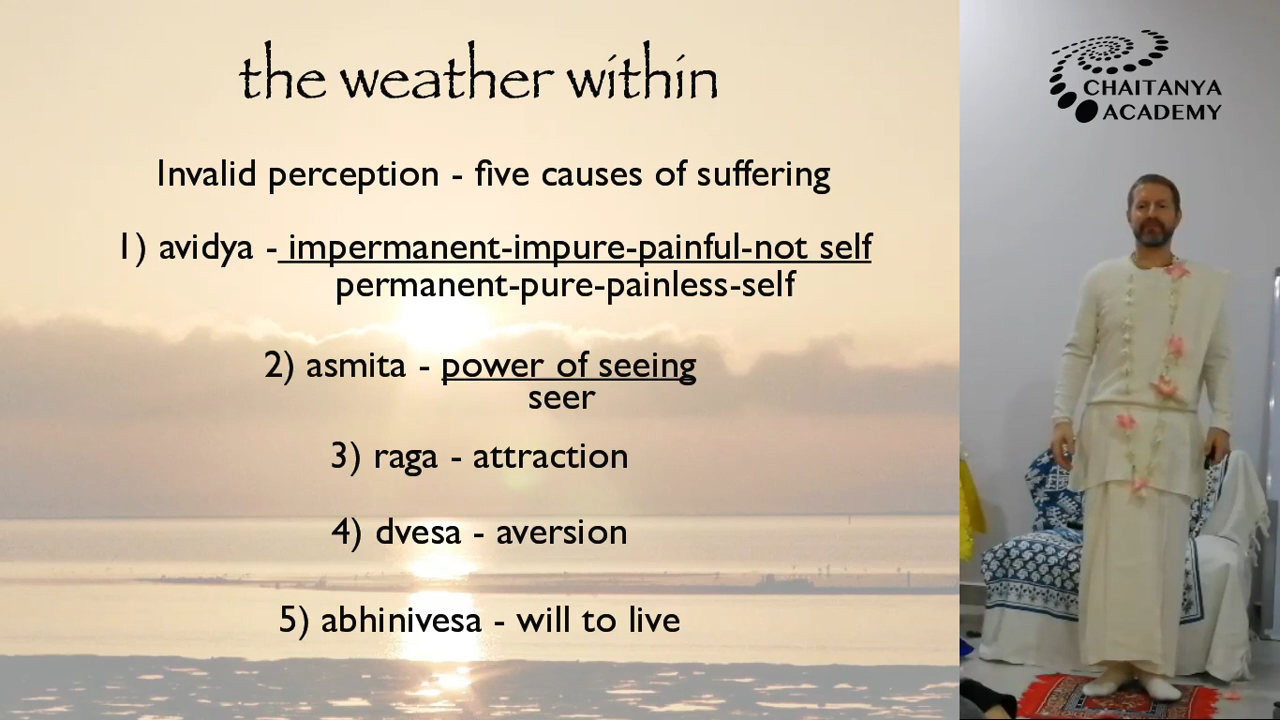 the weather within
Invalid perception - five causes of suffering
1) avidya - impermanent-impure-painful-not self
permanent-pure-painless-self
2) asmita - power of seeing
seer
3) raga - attraction
4) dvesa - aversion
5) abhinivesa - will to live
CHAITANYA
ACADEMY